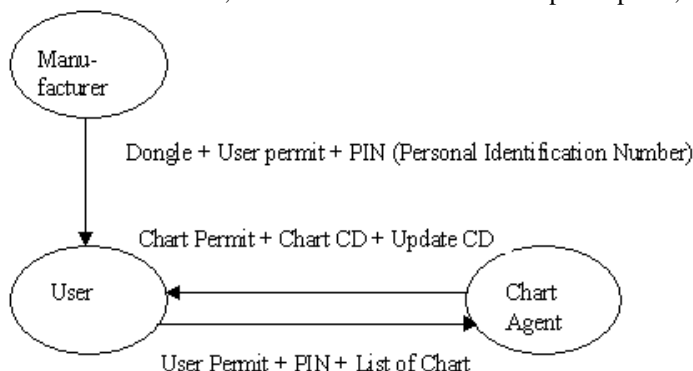 Manu-
facturer
Dongle + User permit + PIN (Personal Identification Number)
Chart Permit + Chart CD + Update CD
User
Chart
Agent
User Permit + PIN + List of Chart